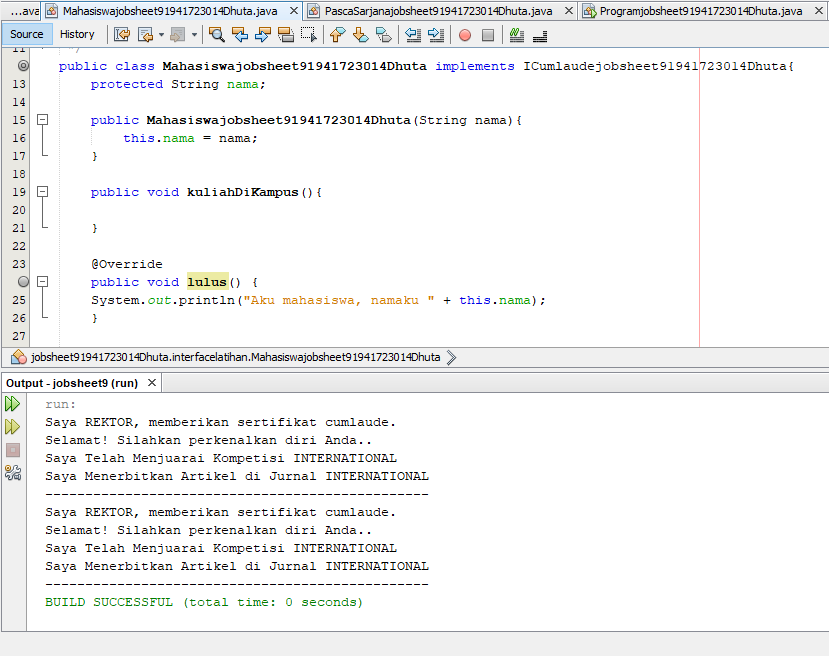 ...ava Mahasiswajobsheet91941723014Dhuta.java PascaSarjanajobsheet91941723014Dhuta.java Programjobsheet91941723014Dhuta.java
Source History
11 */
public class Mahasiswajobsheet91941723014Dhuta implements ICumlaudejobsheet91941723014Dhuta{
13 protected String nama;
14
15 public Mahasiswajobsheet91941723014Dhuta(String nama){
16 this.nama = nama;
17 }
18
19 public void kuliahDiKampus(){
20
21 }
22
23 @Override
public void lulus() {
25 System.out.println("Aku mahasiswa, namaku " + this.nama);
26 }
27
jobsheet91941723014Dhuta.interfacelatihan.Mahasiswajobsheet91941723014Dhuta
Output - jobsheet9 (run)
run:
Saya REKTOR, memberikan sertifikat cumlaude.
Selamat! Silahkan perkenalkan diri Anda..
Saya Telah Menjuarai Kompetisi INTERNATIONAL
Saya Menerbitkan Artikel di Jurnal INTERNATIONAL
------------------------------------------------
Saya REKTOR, memberikan sertifikat cumlaude.
Selamat! Silahkan perkenalkan diri Anda..
Saya Telah Menjuarai Kompetisi INTERNATIONAL
Saya Menerbitkan Artikel di Jurnal INTERNATIONAL
------------------------------------------------
BUILD SUCCESSFUL (total time: 0 seconds)